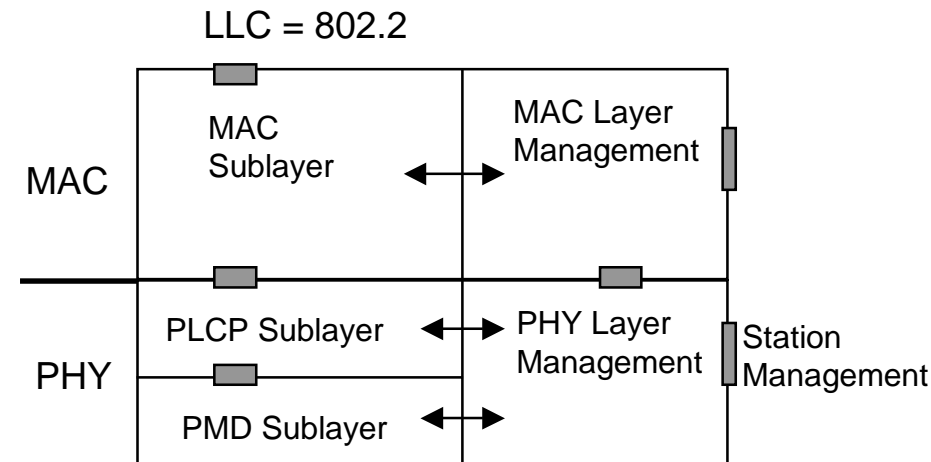 LLC = 802.2
MAC
MAC
Sublayer
MAC Layer
Management
PHY
PLCP Sublayer
PHY Layer
Management
Station
Management
PMD Sublayer